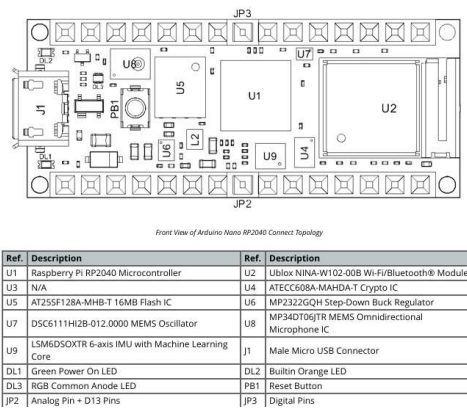 JP3
DL2
U8
U7
DL3
U5
U1
U2
J1
PB1
L2
U6
U9
U4
DL1
JP2
Front View of Arduino Nano RP2040 Connect Topology
Ref. Description Ref. Description
U1 Raspberry Pi RP2040 Microcontroller U2 Ublox NINA-W102-00B Wi-Fi/Bluetooth® Module
U3 N/A U4 ATECC608A-MAHDA-T Crypto IC
U5 AT25SF128A-MHB-T 16MB Flash IC U6 MP2322GQH Step-Down Buck Regulator
U7 DSC6111HI2B-012.0000 MEMS Oscillator U8 MP34DT06JTR MEMS Omnidirectional
Microphone IC
U9 LSM6DSOXTR 6-axis IMU with Machine Learning
Core J1 Male Micro USB Connector
DL1 Green Power On LED DL2 Builtin Orange LED
DL3 RGB Common Anode LED PB1 Reset Button
JP2 Analog Pin + D13 Pins JP3 Digital Pins